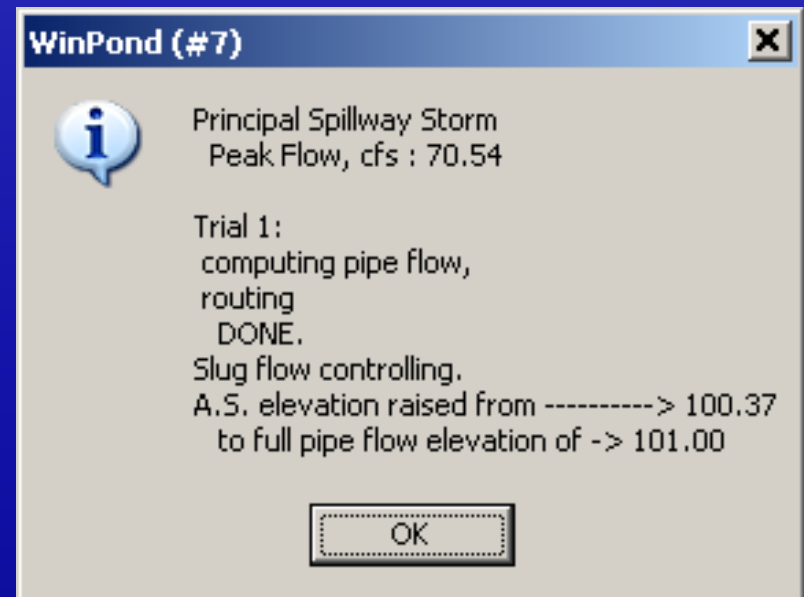 WinPond (#7)
Principal Spillway Storm
Peak Flow, cfs : 70.54
Trial 1:
computing pipe flow,
routing
DONE.
Slug flow controlling.
A.S. elevation raised from ----------> 100.37
to full pipe flow elevation of -> 101.00
OK